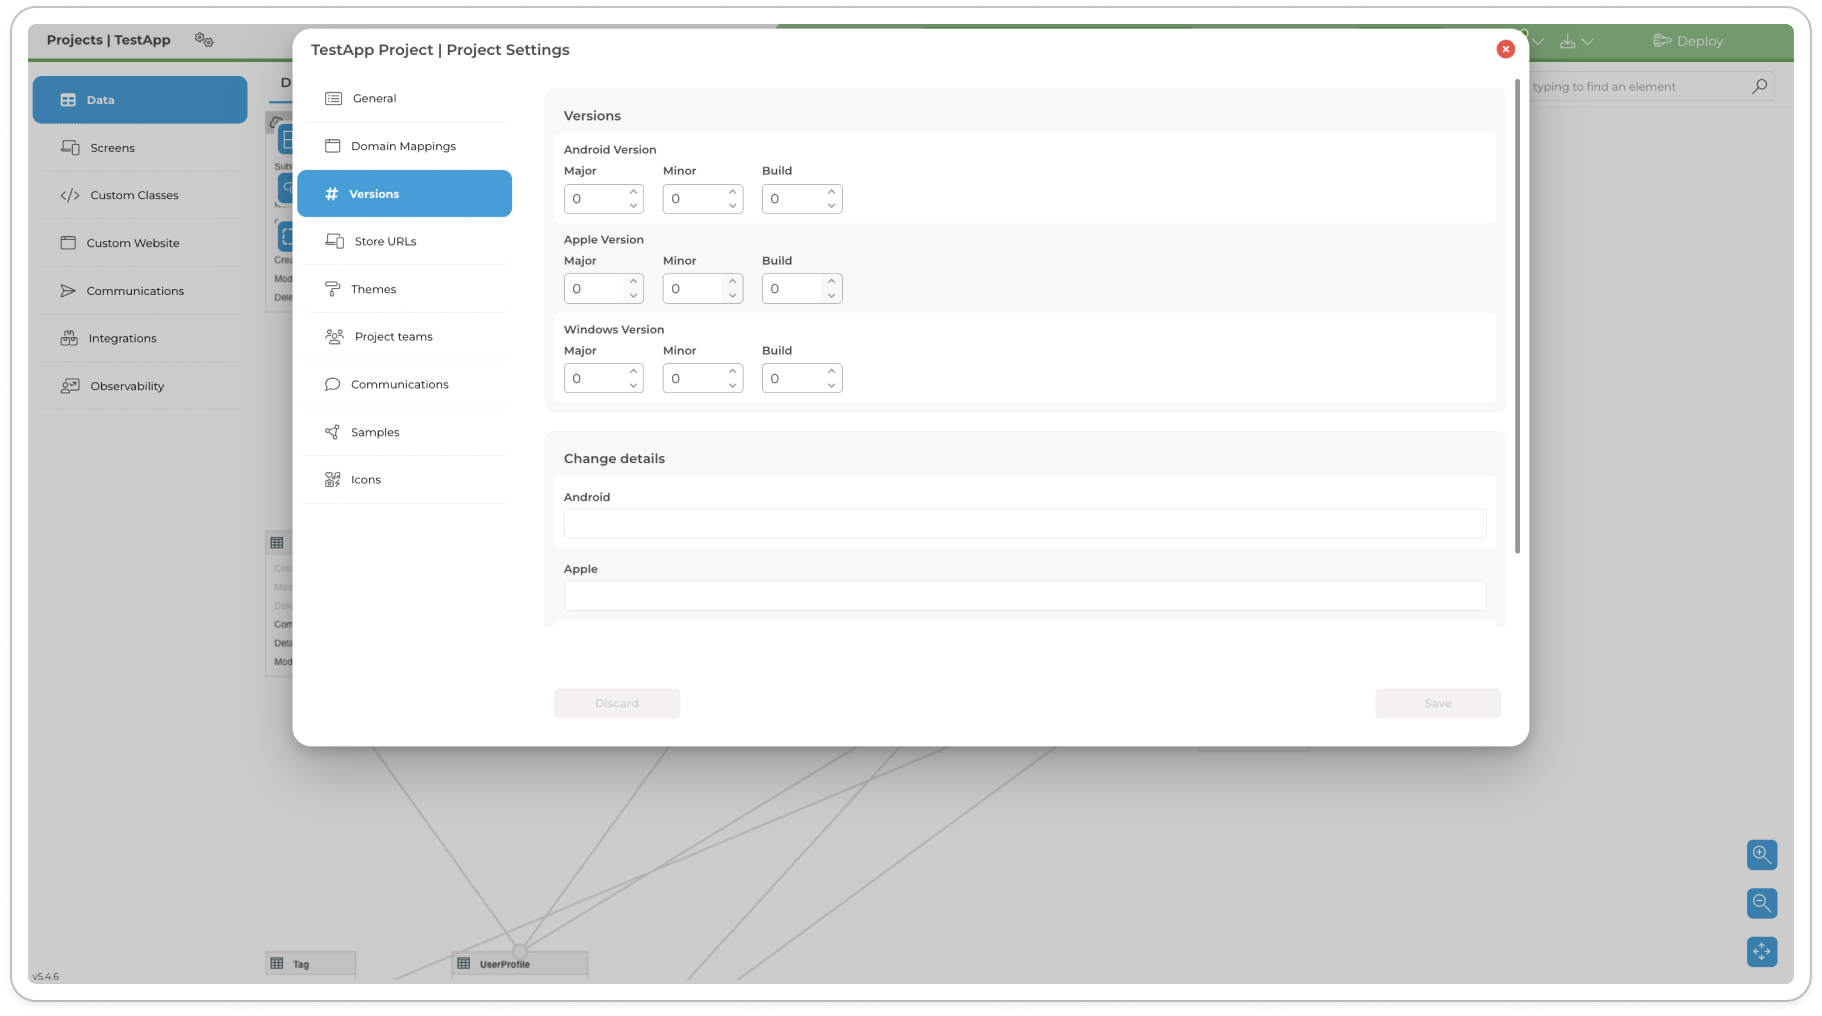 Projects | TestApp
Deploy
TestApp Project | Project Settings
Data
Screens
Custom Classes
Custom Website
Communications
Integrations
Observability
typing to find an element
General
Domain Mappings
Versions
Store URLs
Themes
Project teams
Communications
Samples
Icons
Versions
Android Version
Major Minor Build
0 0 0
Apple Version
Major Minor Build
0 0 0
Windows Version
Major Minor Build
0 0 0
Change details
Android
Apple
Discard
Save
Tag
UserProfile
v5.4.6